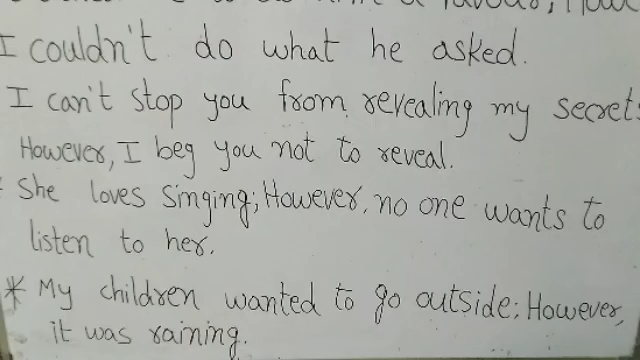 I couldn't do what he asked.
I can't stop you from revealing my secrets
However, I beg you not to reveal.
* She loves singing; However, no one wants to
listen to her.
* My children wanted to go outside; However,
it was raining.